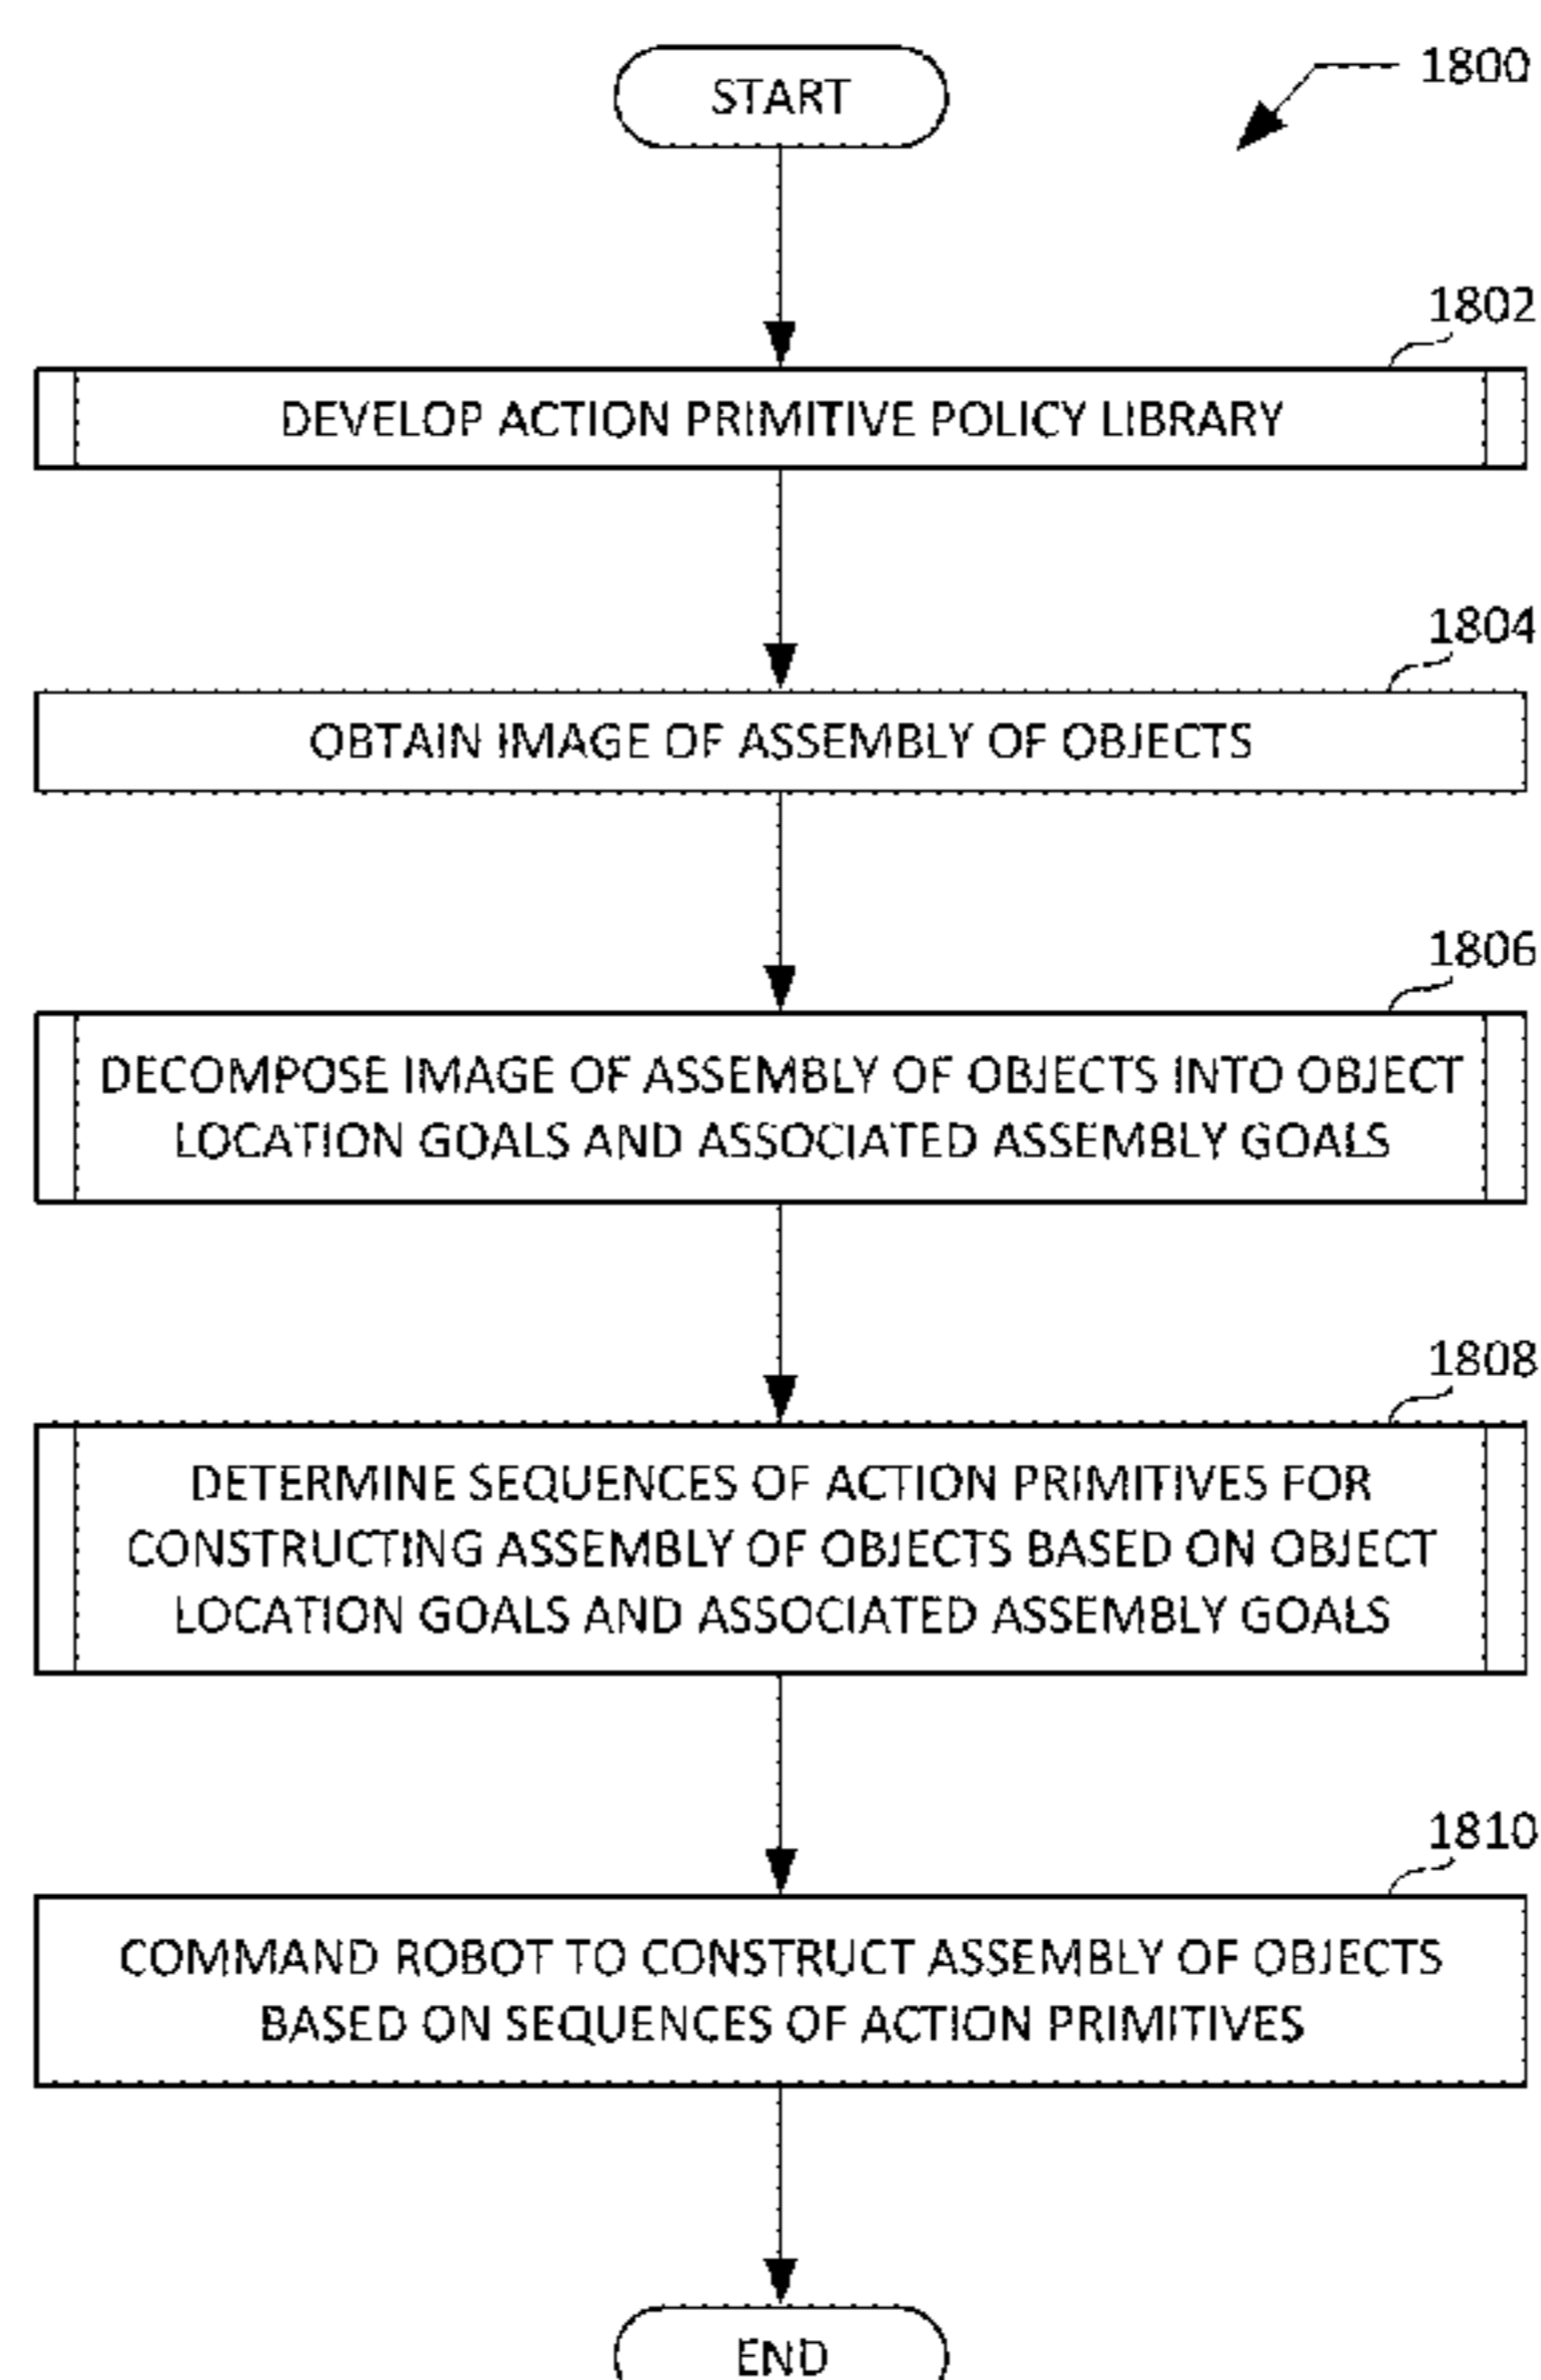 START
1800
1802
DEVELOP ACTION PRIMITIVE POLICY LIBRARY
1804
OBTAIN IMAGE OF ASSEMBLY OF OBJECTS
1806
DECOMPOSE IMAGE OF ASSEMBLY OF OBJECTS INTO OBJECT
LOCATION GOALS AND ASSOCIATED ASSEMBLY GOALS
1808
DETERMINE SEQUENCES OF ACTION PRIMITIVES FOR
CONSTRUCTING ASSEMBLY OF OBJECTS BASED ON OBJECT
LOCATION GOALS AND ASSOCIATED ASSEMBLY GOALS
1810
COMMAND ROBOT TO CONSTRUCT ASSEMBLY OF OBJECTS
BASED ON SEQUENCES OF ACTION PRIMITIVES
END